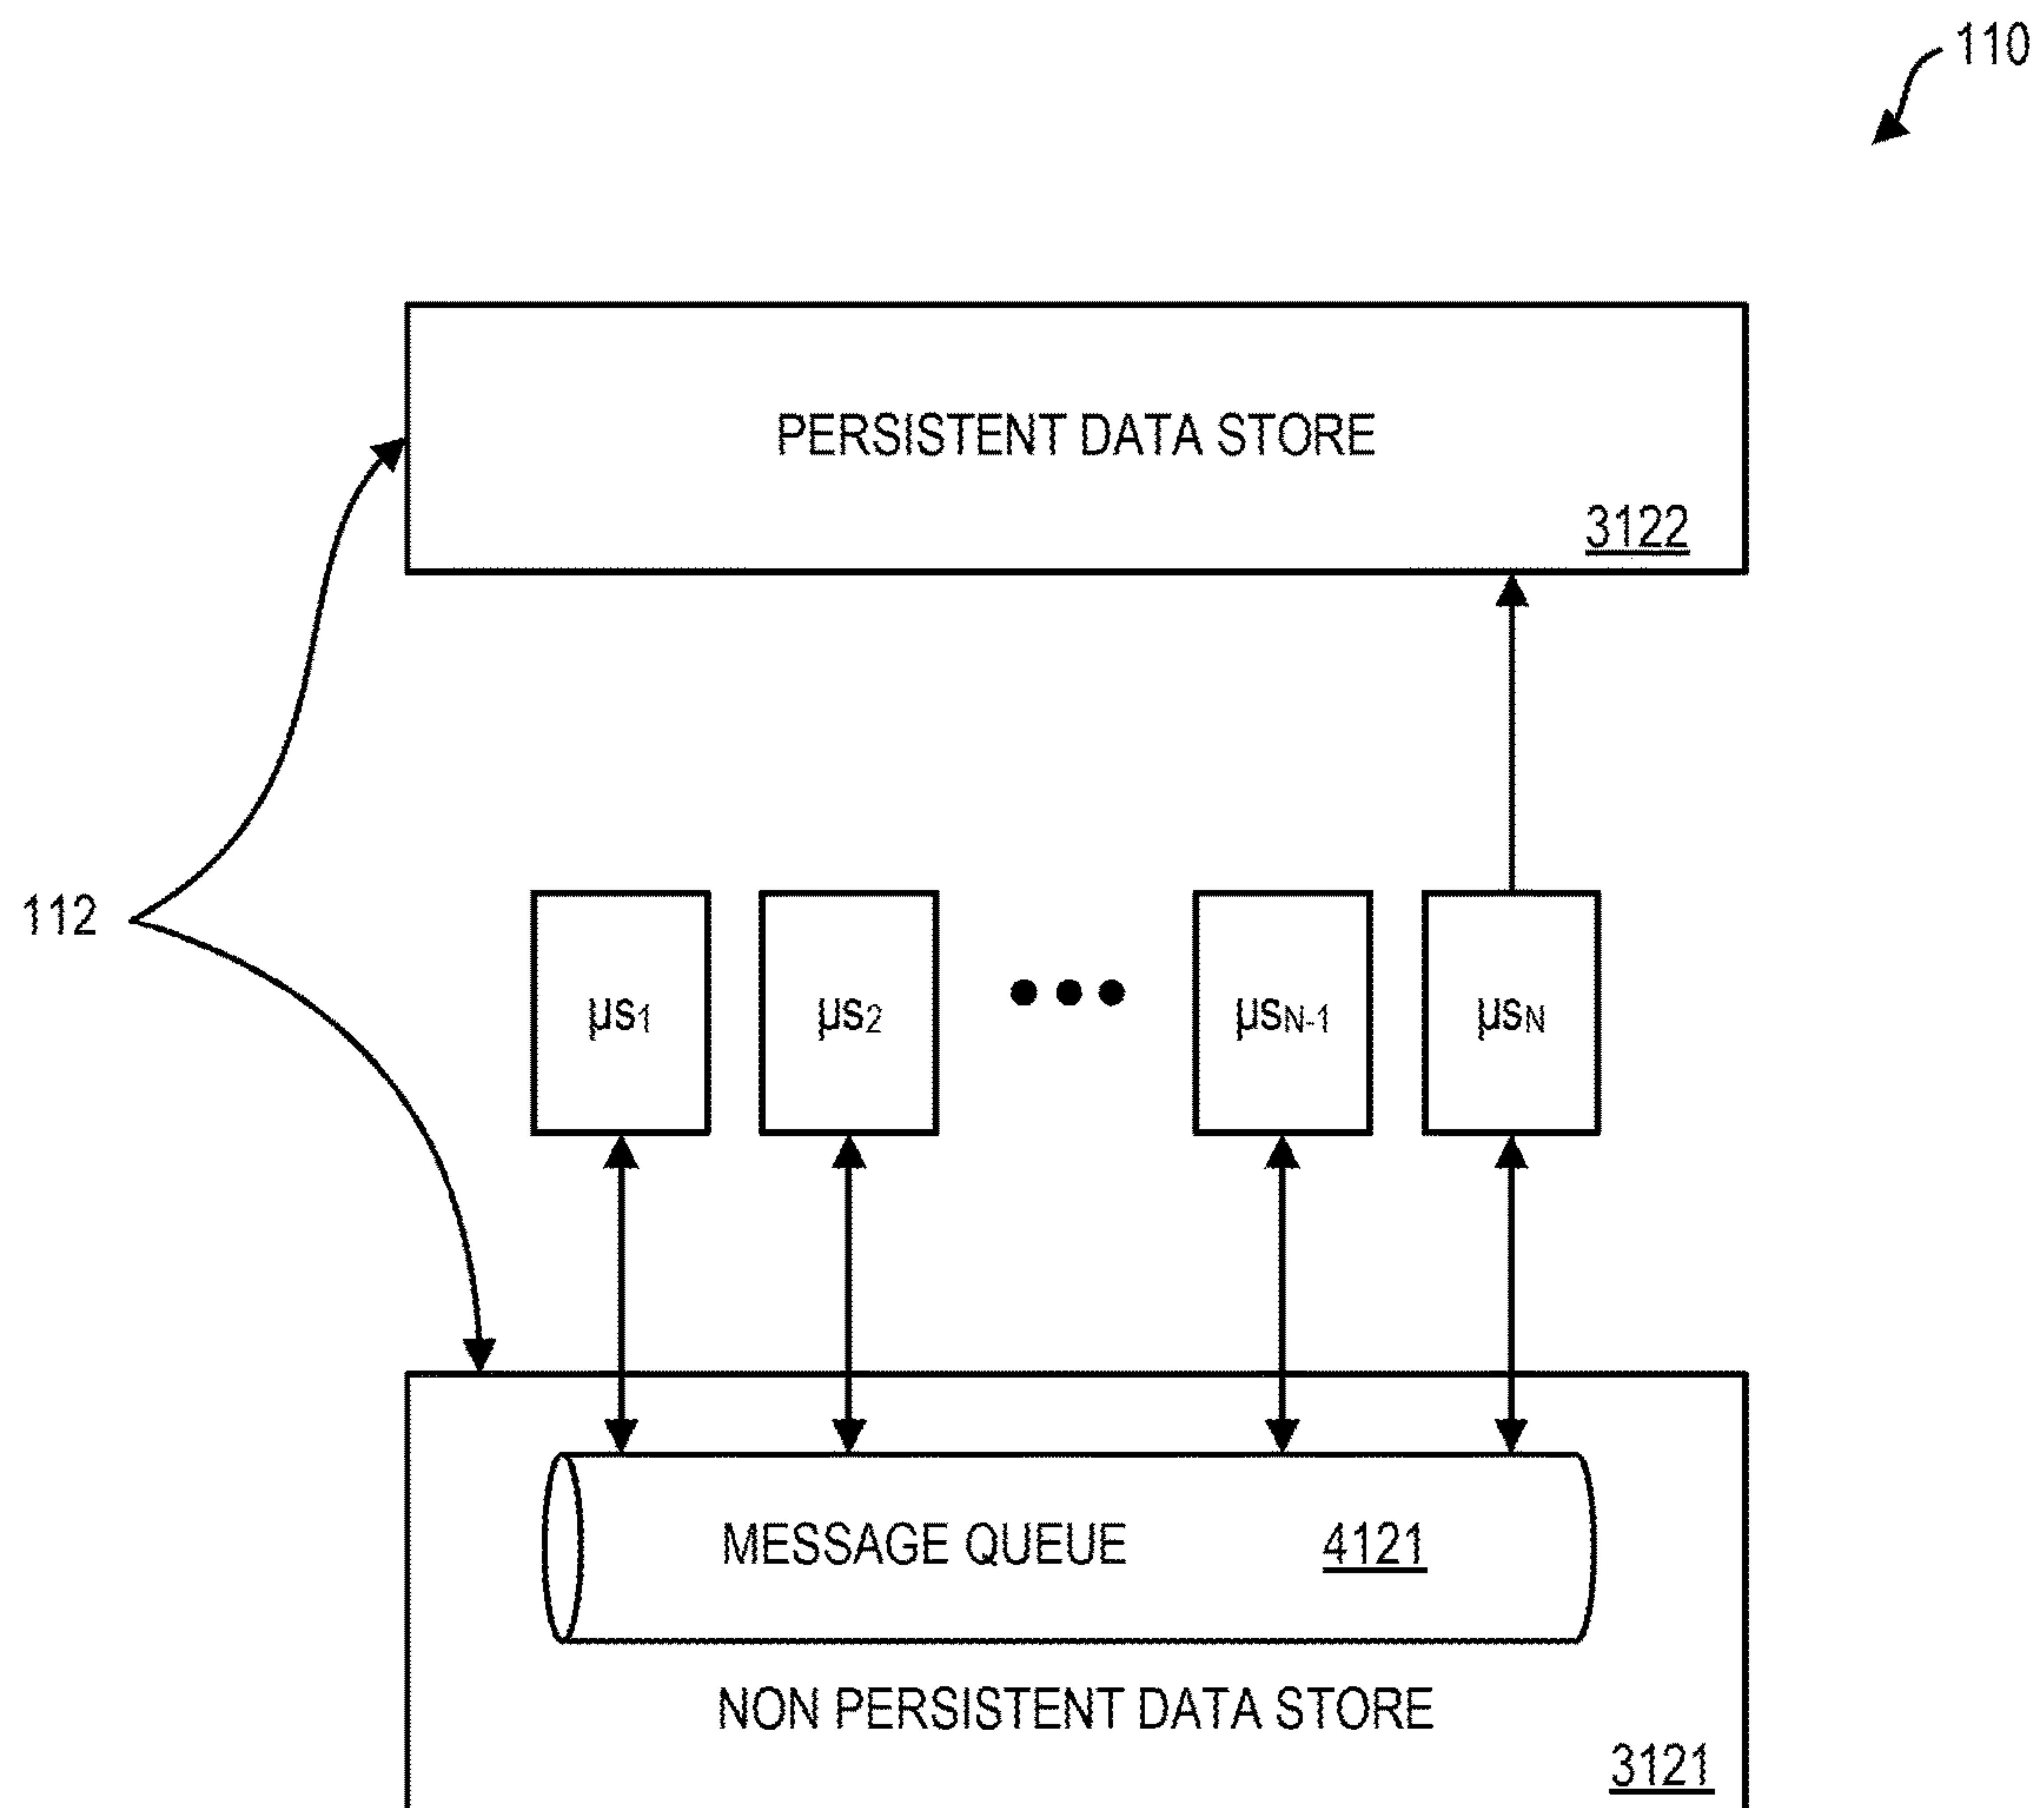 110
PERSISTENT DATA STORE
3122
112
µs1 µs2 ••• µsN-1 µsN
MESSAGE QUEUE 4121
NON PERSISTENT DATA STORE
3121